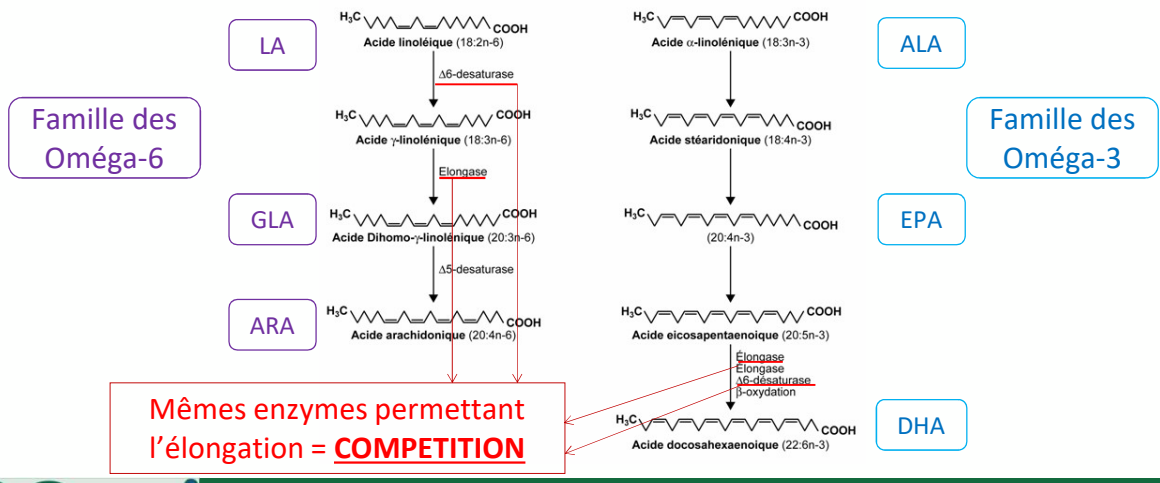 LA
Famille des
Oméga-6
GLA
ARA
H₃C COOH
Acide linoléique (18:2n-6)
Δ6-desaturase
H₃C COOH
Acide γ-linolénique (18:3n-6)
Elongase
H₃C COOH
Acide Dihomo-γ-linolénique (20:3n-6)
Δ5-desaturase
H₃C COOH
Acide arachidonique (20:4n-6)
H₃C COOH
Acide α-linolénique (18:3n-3)
H₃C COOH
Acide stéaridonique (18:4n-3)
H₃C COOH
(20:4n-3)
H₃C COOH
Acide eicosapentaenoique (20:5n-3)
Élongase
Elongase
Δ6-désaturase
β-oxydation
H₃C COOH
Acide docosahexaenoique (22:6n-3)
ALA
Famille des
Oméga-3
EPA
DHA
Mêmes enzymes permettant
l’élongation = COMPETITION